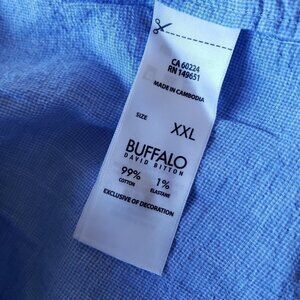 CA 60224
RN 149651
MADE IN CAMBODIA
SIZE
XXL
BUFFALO
DAVID BITTON
99% 1%
COTTON ELASTANE
EXCLUSIVE OF DECORATION